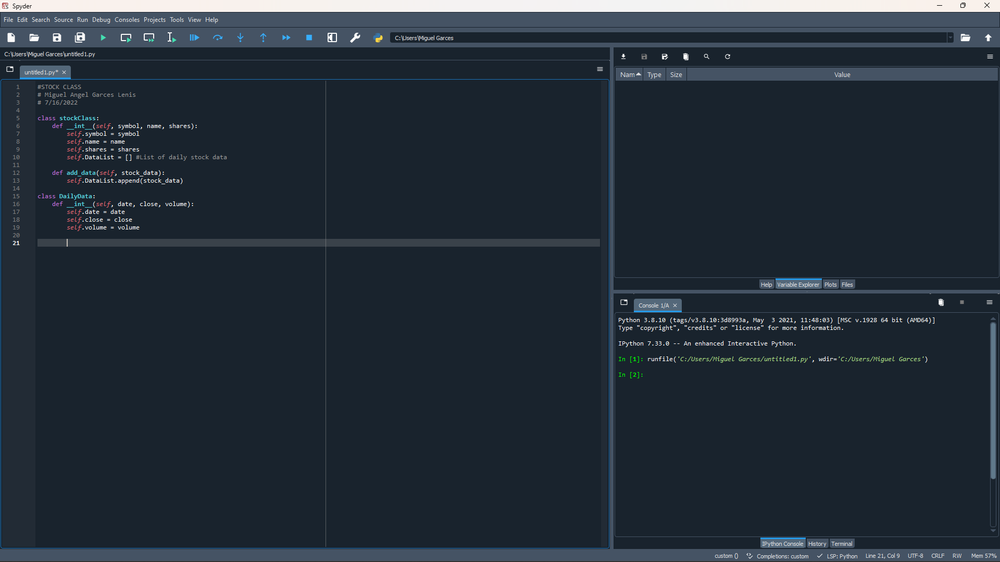 Spyder
File Edit Search Source Run Debug Consoles Projects Tools View Help
C:\Users\Miguel Garces
C:\Users\Miguel Garces\untitled1.py
untitled1.py*
1 #STOCK CLASS
2 # Miguel Angel Garces Lenis
3 # 7/16/2022
4
5 class stockClass:
6     def __int__(self, symbol, name, shares):
7         self.symbol = symbol
8         self.name = name
9         self.shares = shares
10         self.DataList = [] #List of daily stock data
11
12     def add_data(self, stock_data):
13         self.DataList.append(stock_data)
14
15 class DailyData:
16     def __int__(self, date, close, volume):
17         self.date = date
18         self.close = close
19         self.volume = volume
20
21
Nam Type Size Value
Help Variable Explorer Plots Files
Console 1/A
Python 3.8.10 (tags/v3.8.10:3d8993a, May  3 2021, 11:48:03) [MSC v.1928 64 bit (AMD64)]
Type "copyright", "credits" or "license" for more information.
IPython 7.33.0 -- An enhanced Interactive Python.
In [1]: runfile('C:/Users/Miguel Garces/untitled1.py', wdir='C:/Users/Miguel Garces')
In [2]:
IPython Console History Terminal
custom () Completions: custom LSP: Python Line 21, Col 9 UTF-8 CRLF RW Mem 57%